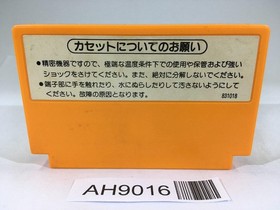 カセットについてのお願い
●精密機器ですので、極端な温度条件下での使用や保管および強い
ショックをさけてください。また、絶対に分解しないでください。
●端子部に手を触れたり、水にぬらしたりして汚さないようにして
ください。故障の原因となります。
831018
AH9016